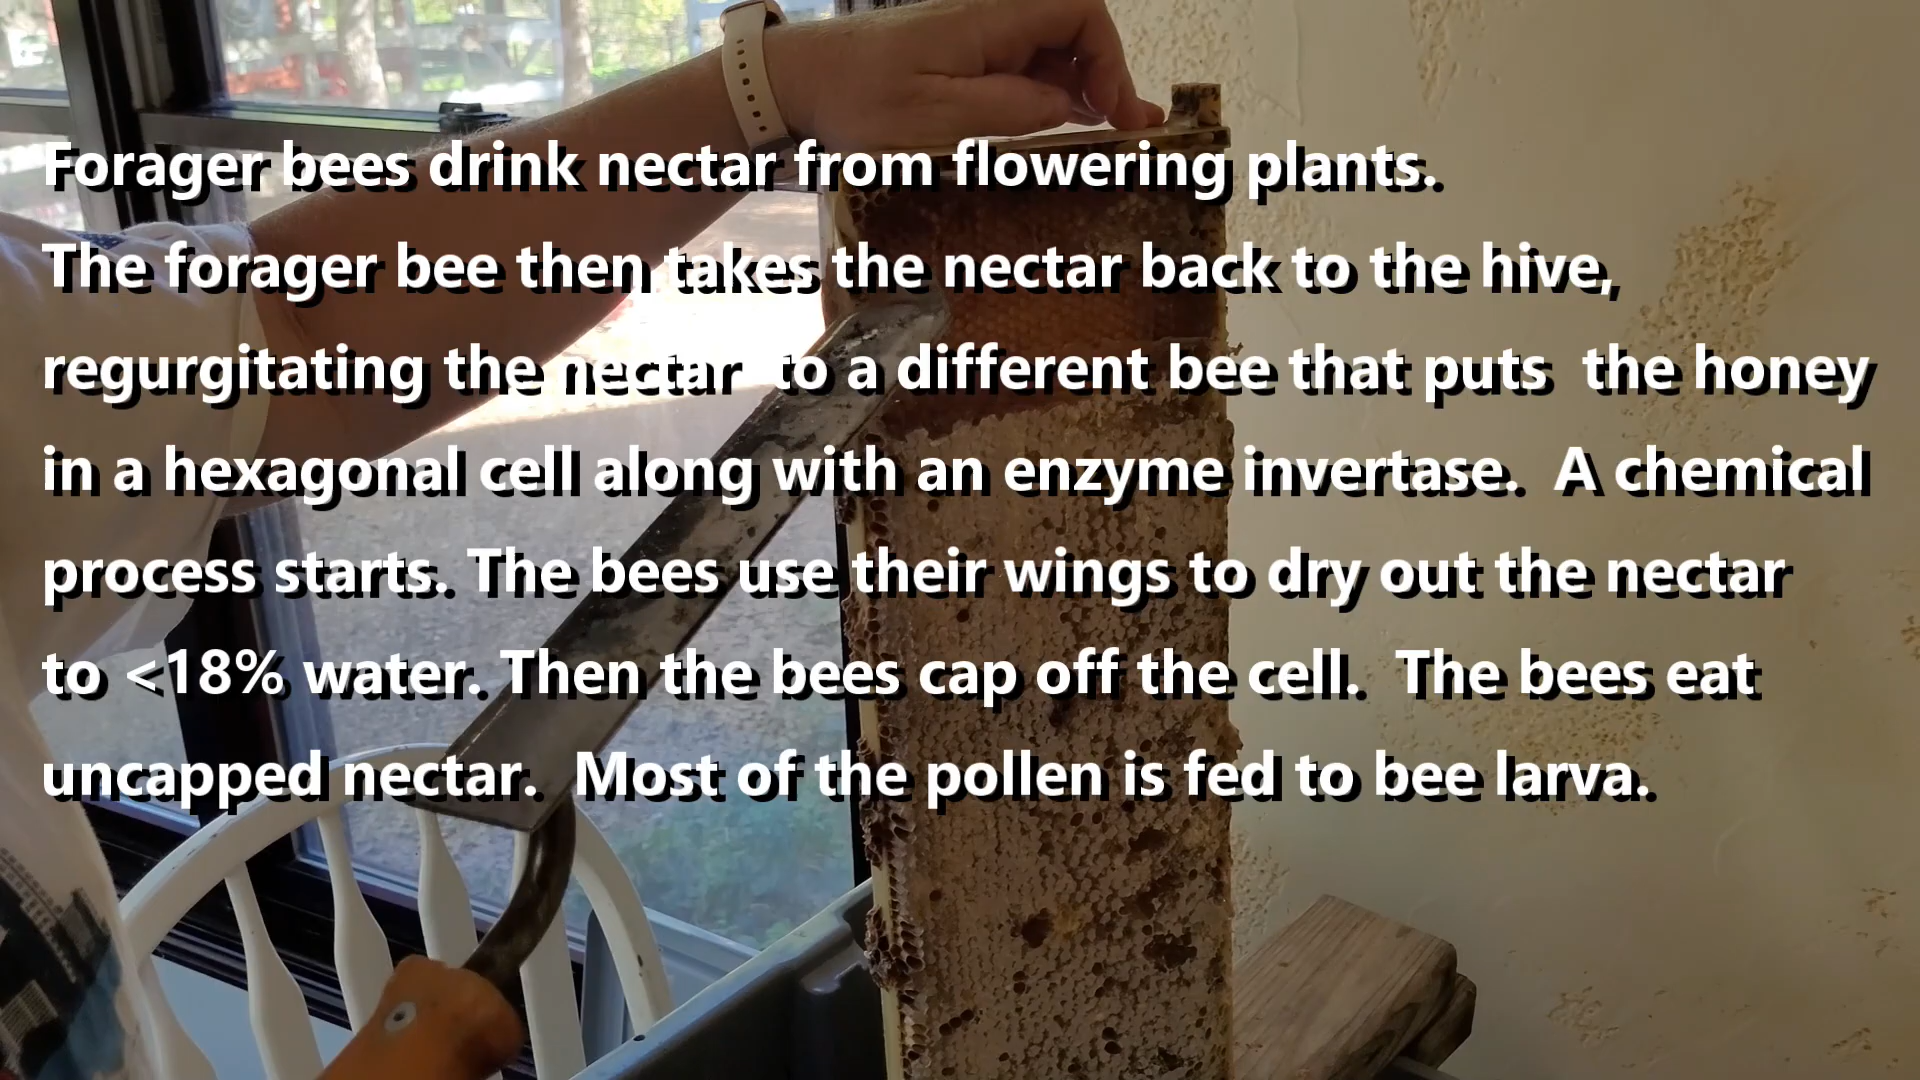 Forager bees drink nectar from flowering plants.
The forager bee then takes the nectar back to the hive,
regurgitating the nectar to a different bee that puts the honey
in a hexagonal cell along with an enzyme invertase. A chemical
process starts. The bees use their wings to dry out the nectar
to <18% water. Then the bees cap off the cell. The bees eat
uncapped nectar. Most of the pollen is fed to bee larva.